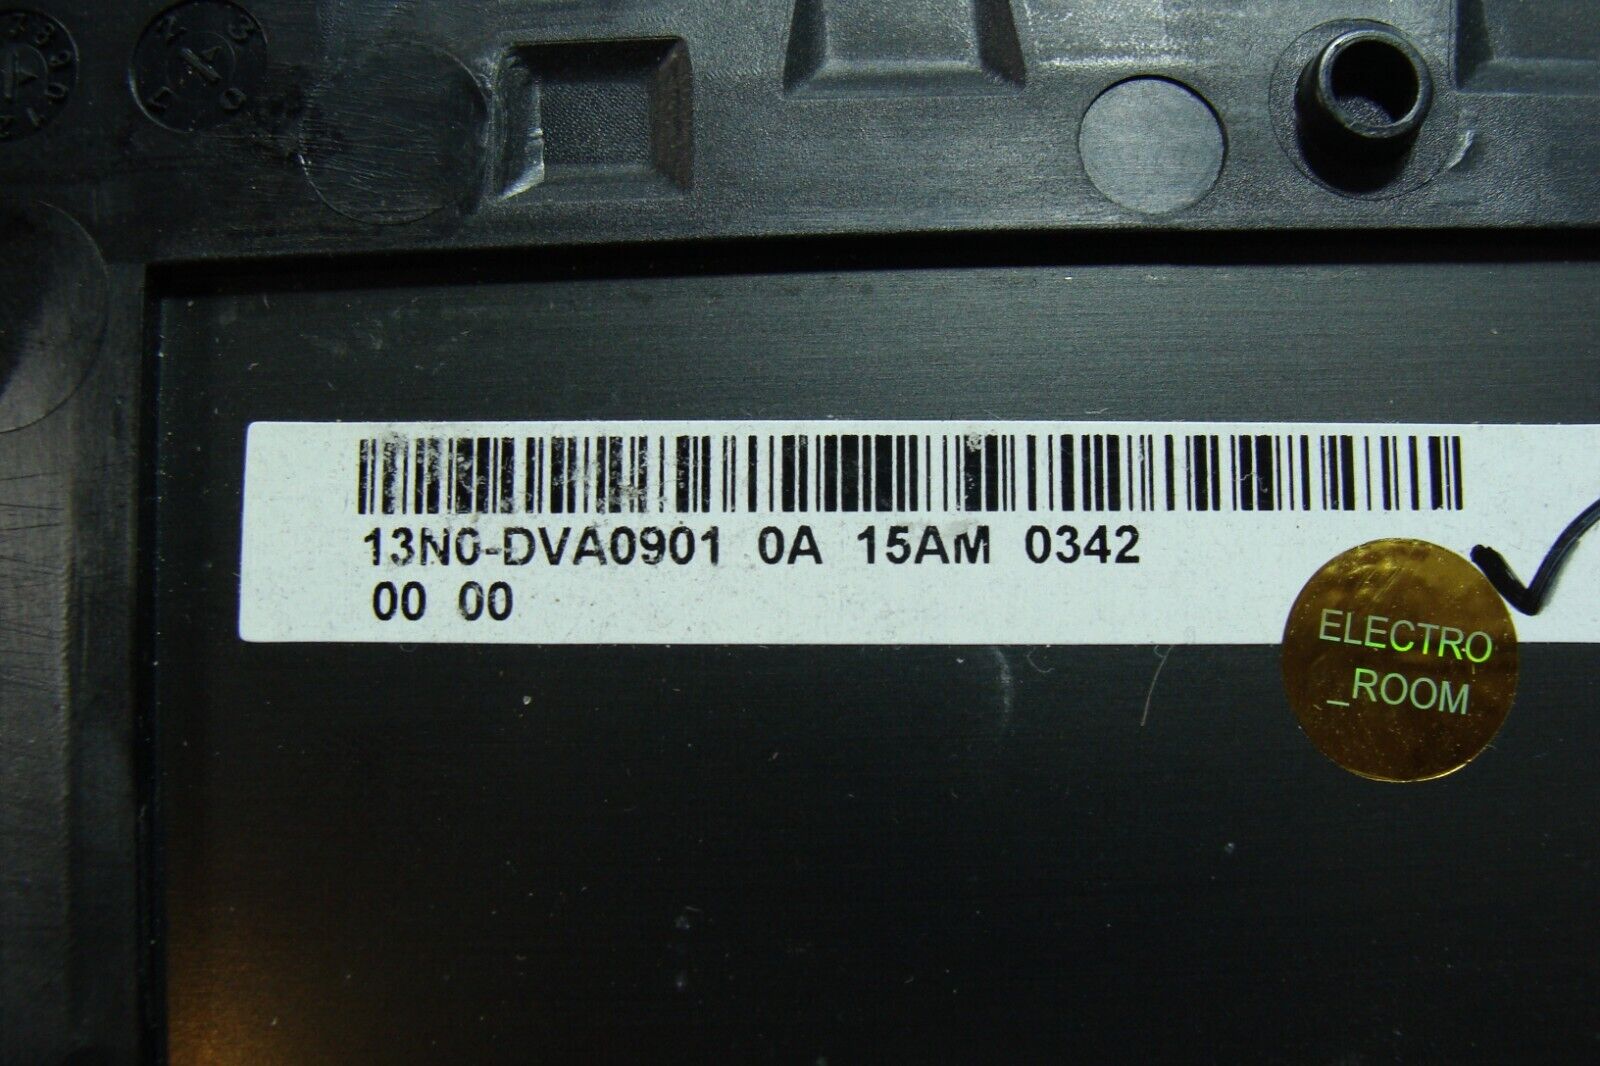 13N0-DVA0901 0A 15AM 0342
00 00
ELECTRO
_ROOM